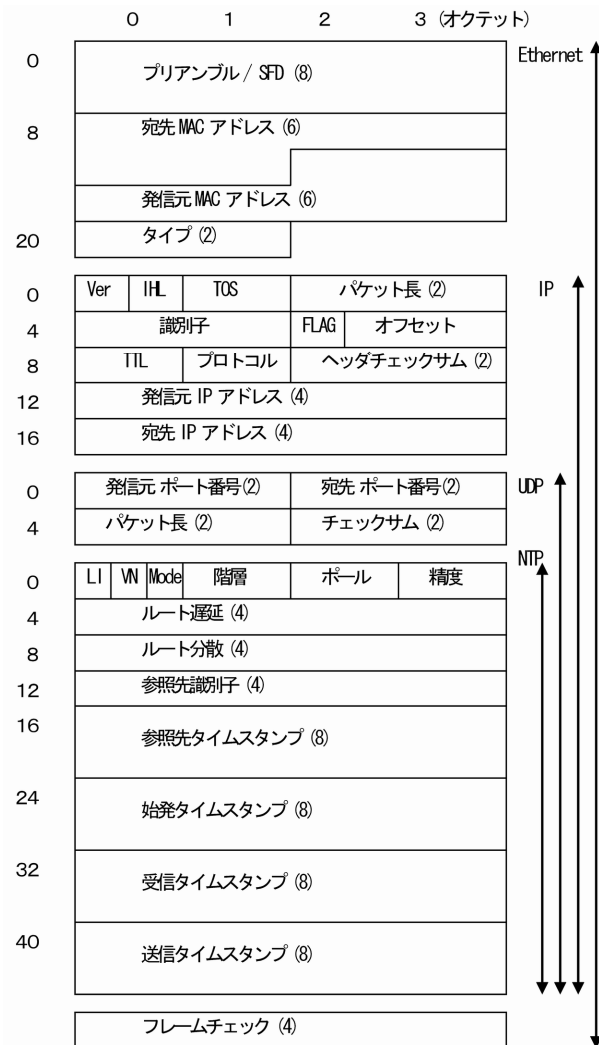 0 1 2 3 (オクテット)
Ethernet
0 プリアンブル / SFD (8)
8 宛先 MAC アドレス (6)
発信元 MAC アドレス (6)
20 タイプ (2)
IP
0 Ver IHL TOS パケット長 (2)
4 識別子 FLAG オフセット
8 TTL プロトコル ヘッダチェックサム (2)
12 発信元 IP アドレス (4)
16 宛先 IP アドレス (4)
UDP
0 発信元 ポート番号(2) 宛先 ポート番号(2)
4 パケット長 (2) チェックサム (2)
NTP
0 LI VN Mode 階層 ポール 精度
4 ルート遅延 (4)
8 ルート分散 (4)
12 参照先識別子 (4)
16 参照先タイムスタンプ (8)
24 始発タイムスタンプ (8)
32 受信タイムスタンプ (8)
40 送信タイムスタンプ (8)
フレームチェック (4)